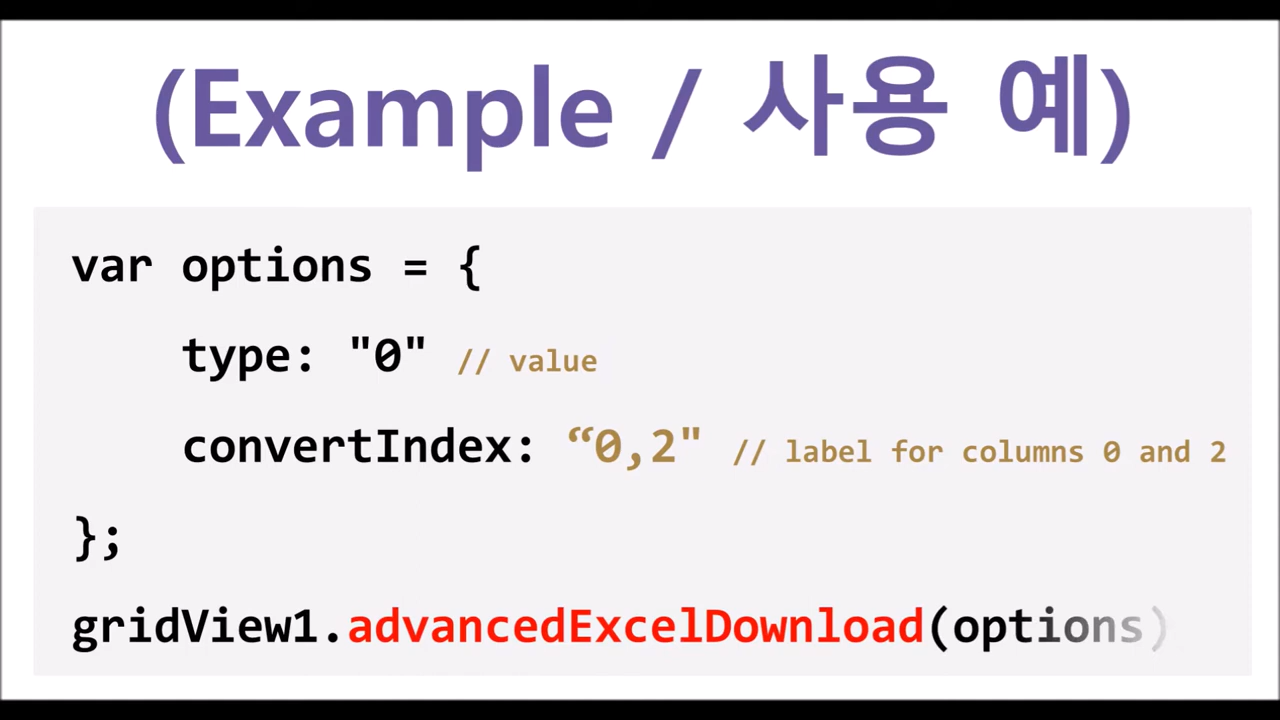 (Example / 사용 예)
var options = {
type: "0" // value
convertIndex: “0,2" // label for columns 0 and 2
};
gridView1.advancedExcelDownload(options)